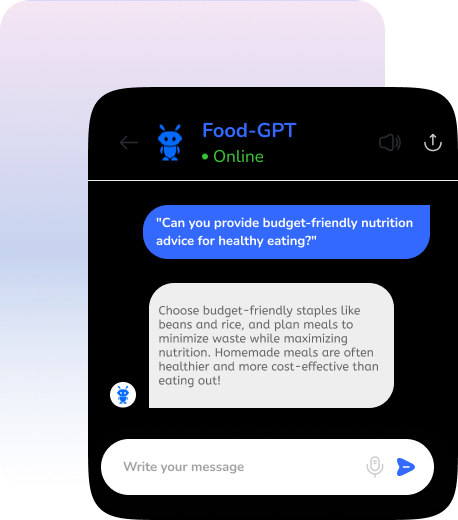 Food-GPT
Online
"Can you provide budget-friendly nutrition
advice for healthy eating?"
Choose budget-friendly staples like
beans and rice, and plan meals to
minimize waste while maximizing
nutrition. Homemade meals are often
healthier and more cost-effective than
eating out!
Write your message